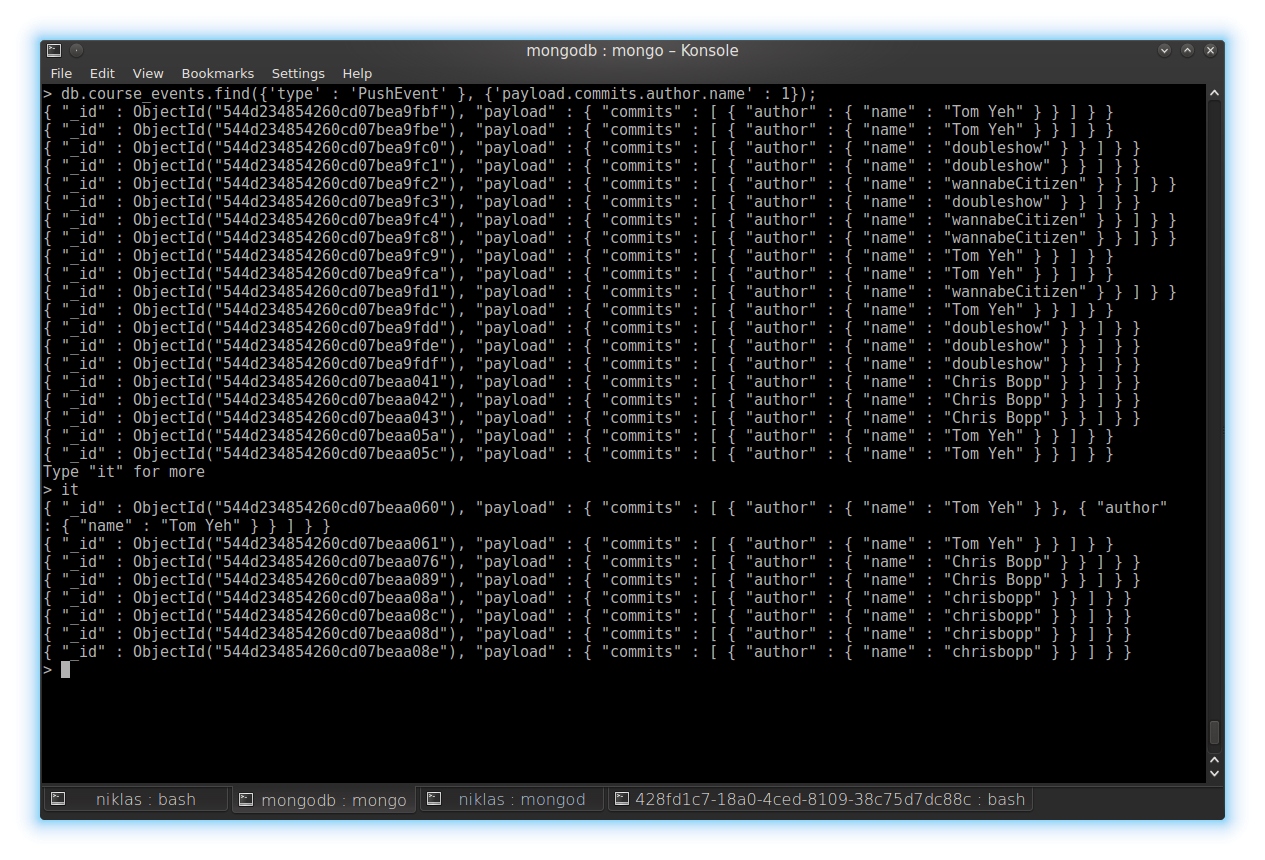 mongodb : mongo – Konsole
File Edit View Bookmarks Settings Help
> db.course_events.find({'type' : 'PushEvent' }, {'payload.commits.author.name' : 1});
{ "_id" : ObjectId("544d234854260cd07bea9fbf"), "payload" : { "commits" : [ { "author" : { "name" : "Tom Yeh" } } ] } }
{ "_id" : ObjectId("544d234854260cd07bea9fbe"), "payload" : { "commits" : [ { "author" : { "name" : "Tom Yeh" } } ] } }
{ "_id" : ObjectId("544d234854260cd07bea9fc0"), "payload" : { "commits" : [ { "author" : { "name" : "doubleshow" } } ] } }
{ "_id" : ObjectId("544d234854260cd07bea9fc1"), "payload" : { "commits" : [ { "author" : { "name" : "doubleshow" } } ] } }
{ "_id" : ObjectId("544d234854260cd07bea9fc2"), "payload" : { "commits" : [ { "author" : { "name" : "wannabeCitizen" } } ] } }
{ "_id" : ObjectId("544d234854260cd07bea9fc3"), "payload" : { "commits" : [ { "author" : { "name" : "doubleshow" } } ] } }
{ "_id" : ObjectId("544d234854260cd07bea9fc4"), "payload" : { "commits" : [ { "author" : { "name" : "wannabeCitizen" } } ] } }
{ "_id" : ObjectId("544d234854260cd07bea9fc8"), "payload" : { "commits" : [ { "author" : { "name" : "wannabeCitizen" } } ] } }
{ "_id" : ObjectId("544d234854260cd07bea9fc9"), "payload" : { "commits" : [ { "author" : { "name" : "Tom Yeh" } } ] } }
{ "_id" : ObjectId("544d234854260cd07bea9fca"), "payload" : { "commits" : [ { "author" : { "name" : "Tom Yeh" } } ] } }
{ "_id" : ObjectId("544d234854260cd07bea9fd1"), "payload" : { "commits" : [ { "author" : { "name" : "wannabeCitizen" } } ] } }
{ "_id" : ObjectId("544d234854260cd07bea9fdc"), "payload" : { "commits" : [ { "author" : { "name" : "Tom Yeh" } } ] } }
{ "_id" : ObjectId("544d234854260cd07bea9fdd"), "payload" : { "commits" : [ { "author" : { "name" : "doubleshow" } } ] } }
{ "_id" : ObjectId("544d234854260cd07bea9fde"), "payload" : { "commits" : [ { "author" : { "name" : "doubleshow" } } ] } }
{ "_id" : ObjectId("544d234854260cd07bea9fdf"), "payload" : { "commits" : [ { "author" : { "name" : "doubleshow" } } ] } }
{ "_id" : ObjectId("544d234854260cd07beaa041"), "payload" : { "commits" : [ { "author" : { "name" : "Chris Bopp" } } ] } }
{ "_id" : ObjectId("544d234854260cd07beaa042"), "payload" : { "commits" : [ { "author" : { "name" : "Chris Bopp" } } ] } }
{ "_id" : ObjectId("544d234854260cd07beaa043"), "payload" : { "commits" : [ { "author" : { "name" : "Chris Bopp" } } ] } }
{ "_id" : ObjectId("544d234854260cd07beaa05a"), "payload" : { "commits" : [ { "author" : { "name" : "Tom Yeh" } } ] } }
{ "_id" : ObjectId("544d234854260cd07beaa05c"), "payload" : { "commits" : [ { "author" : { "name" : "Tom Yeh" } } ] } }
Type "it" for more
> it
{ "_id" : ObjectId("544d234854260cd07beaa060"), "payload" : { "commits" : [ { "author" : { "name" : "Tom Yeh" } }, { "author"
: { "name" : "Tom Yeh" } } ] } }
{ "_id" : ObjectId("544d234854260cd07beaa061"), "payload" : { "commits" : [ { "author" : { "name" : "Tom Yeh" } } ] } }
{ "_id" : ObjectId("544d234854260cd07beaa076"), "payload" : { "commits" : [ { "author" : { "name" : "Chris Bopp" } } ] } }
{ "_id" : ObjectId("544d234854260cd07beaa089"), "payload" : { "commits" : [ { "author" : { "name" : "Chris Bopp" } } ] } }
{ "_id" : ObjectId("544d234854260cd07beaa08a"), "payload" : { "commits" : [ { "author" : { "name" : "chrisbopp" } } ] } }
{ "_id" : ObjectId("544d234854260cd07beaa08c"), "payload" : { "commits" : [ { "author" : { "name" : "chrisbopp" } } ] } }
{ "_id" : ObjectId("544d234854260cd07beaa08d"), "payload" : { "commits" : [ { "author" : { "name" : "chrisbopp" } } ] } }
{ "_id" : ObjectId("544d234854260cd07beaa08e"), "payload" : { "commits" : [ { "author" : { "name" : "chrisbopp" } } ] } }
>
niklas : bash mongodb : mongo niklas : mongod 428fd1c7-18a0-4ced-8109-38c75d7dc88c : bash